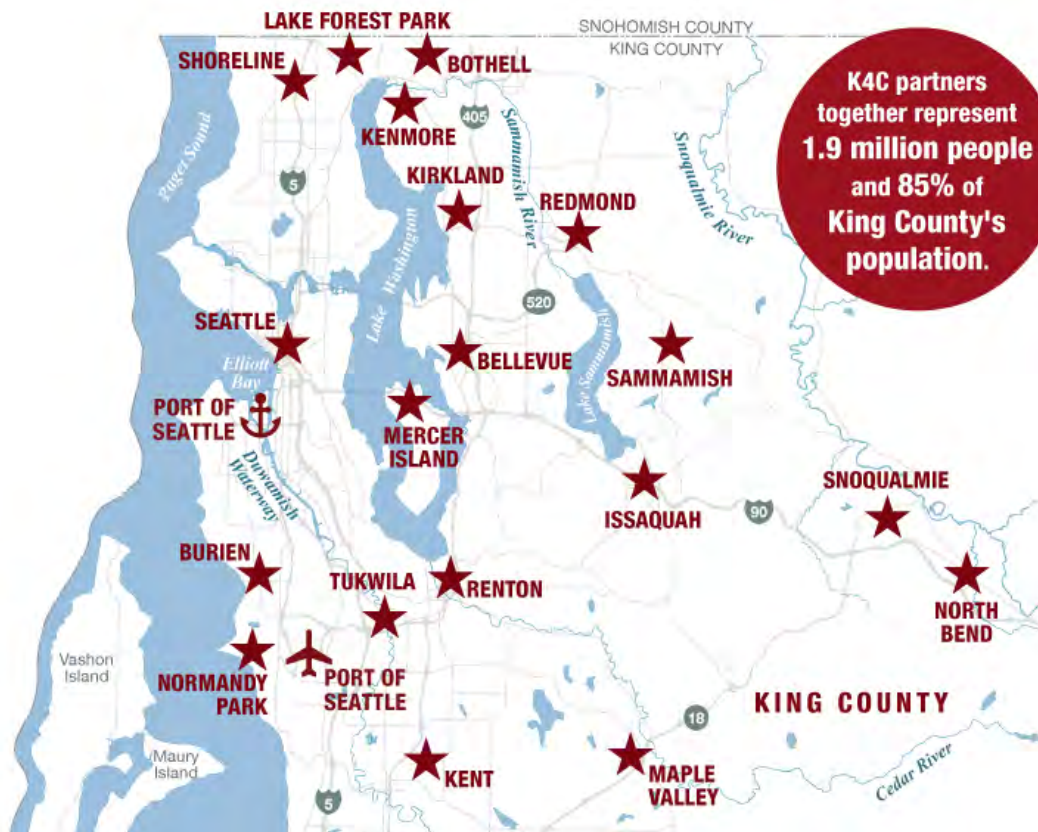 SNOHOMISH COUNTY
KING COUNTY
LAKE FOREST PARK
SHORELINE
BOTHELL
KENMORE
405
Sammamish River
Snoqualmie River
Puget Sound
5
KIRKLAND
REDMOND
K4C partners
together represent
1.9 million people
and 85% of
King County's
population.
Lake Washington
520
SEATTLE
BELLEVUE
Lake Sammamish
SAMMAMISH
Elliott
Bay
PORT OF
SEATTLE
MERCER
ISLAND
Duwamish
Waterway
ISSAQUAH
90
SNOQUALMIE
BURIEN
TUKWILA
RENTON
NORTH
BEND
Vashon
Island
NORMANDY
PARK
PORT OF
SEATTLE
KING COUNTY
18
Maury
Island
KENT
MAPLE
VALLEY
Cedar River
5